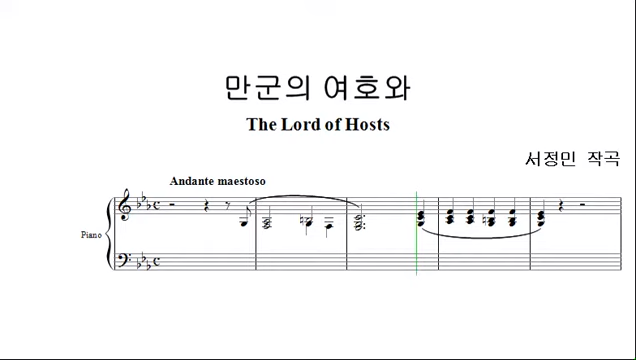 만군의 여호와
The Lord of Hosts
서정민 작곡
Andante maestoso
Piano